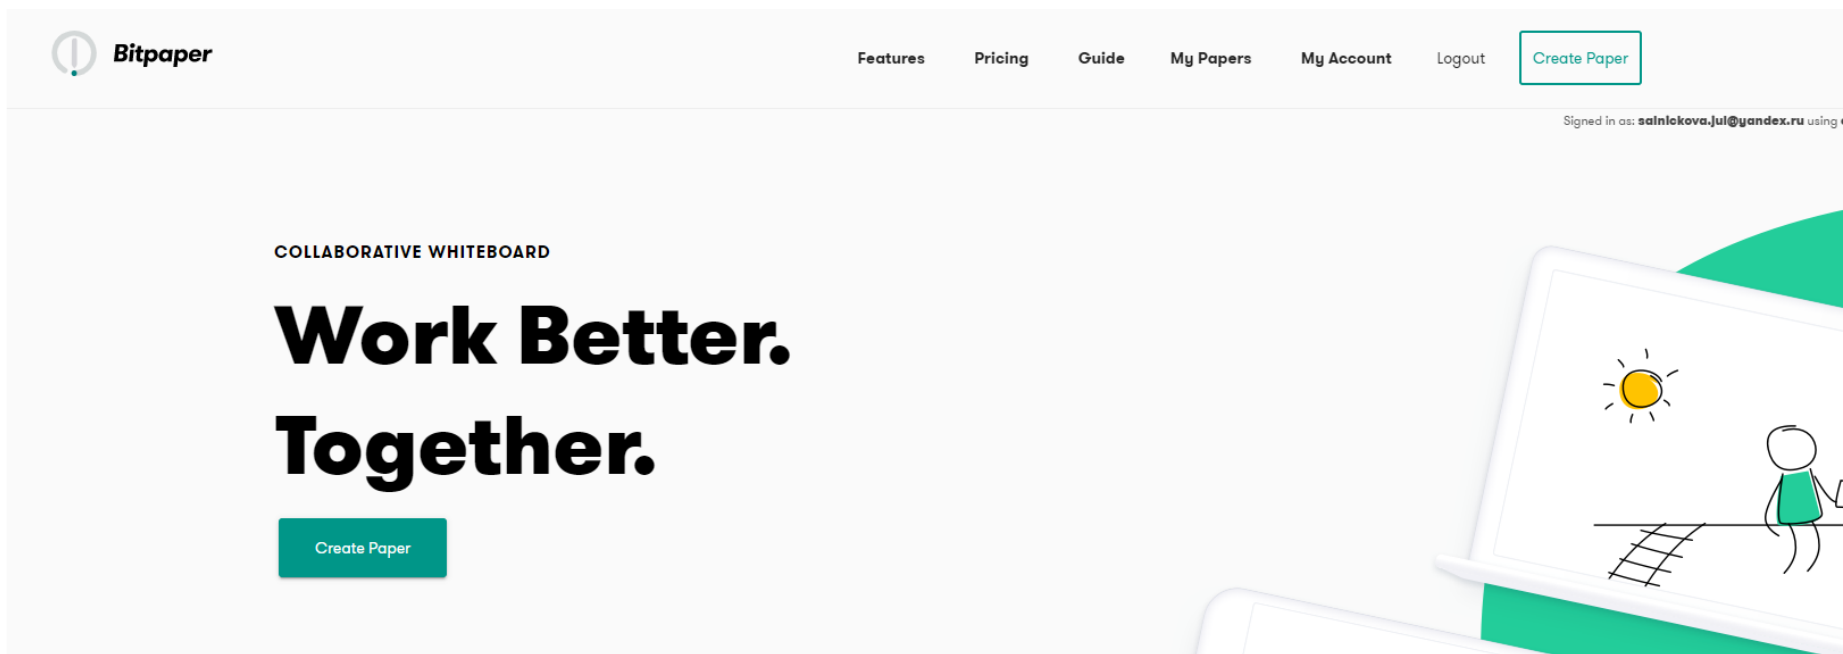 Bitpaper
Features Pricing Guide My Papers My Account Logout Create Paper
Signed in as: salnickova.jul@yandex.ru using
COLLABORATIVE WHITEBOARD
Work Better.
Together.
Create Paper